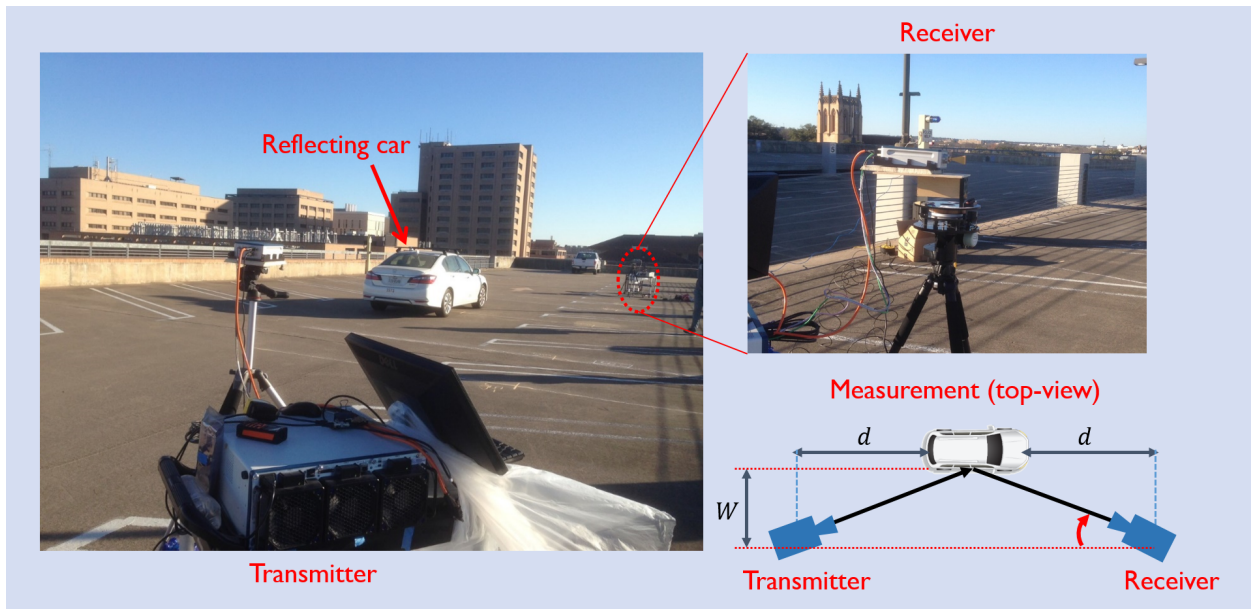 Receiver
Reflecting car
Measurement (top-view)
d
d
W
Transmitter
Transmitter
Receiver